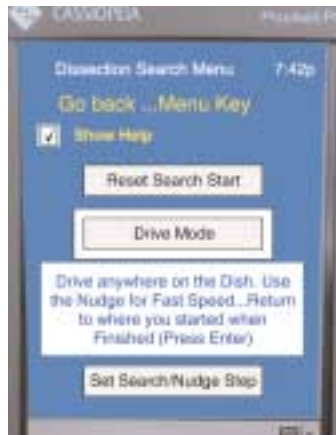 CASSIOPEIA
Dissection Search Menu 7:42p
Go back ...Menu Key
Show Help
Reset Search Start
Drive Mode
Drive anywhere on the Dish. Use
the Nudge for Fast Speed...Return
to where you started when
Finished (Press Enter)
Set Search/Nudge Step